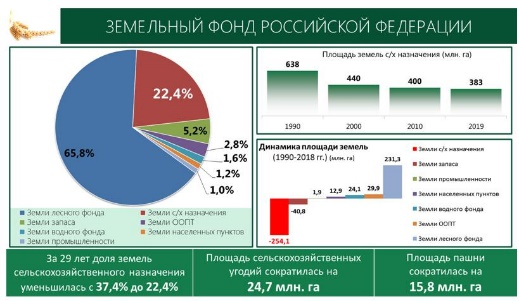 ЗЕМЕЛЬНЫЙ ФОНД РОССИЙСКОЙ ФЕДЕРАЦИИ
22,4%
5,2%
2,8%
1,6%
1,2%
1,0%
65,8%
Земли лесного фонда
Земли с/х назначения
Земли запаса
Земли ООПТ
Земли водного фонда
Земли населенных пунктов
Земли промышленности
Площадь земель с/х назначения (млн. га)
638
440
400
383
1990
2000
2010
2019
Динамика площади земель
(1990-2018 гг.) (млн. га)
-254,1
-40,8
1,9
12,9
24,1
29,9
231,3
Земли с/х назначения
Земли запаса
Земли промышленности
Земли населенных пунктов
Земли водного фонда
Земли ООПТ
Земли лесного фонда
За 29 лет доля земель
сельскохозяйственного назначения
уменьшилась с 37,4% до 22,4%
Площадь сельскохозяйственных
угодий сократилась на
24,7 млн. га
Площадь пашни
сократилась на
15,8 млн. га